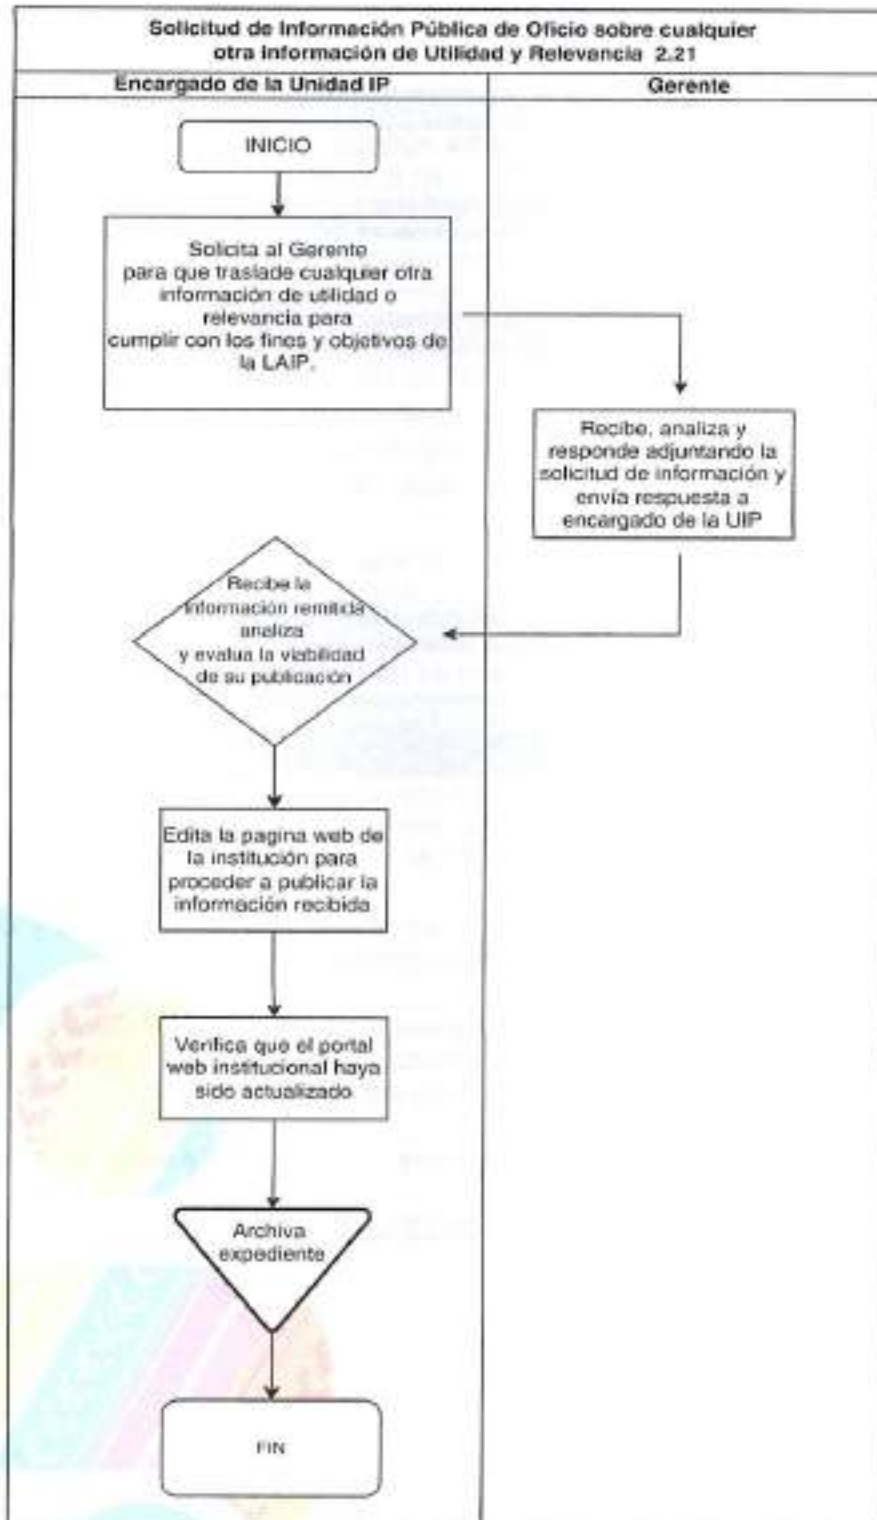 Solicitud de Información Pública de Oficio sobre cualquier
otra Información de Utilidad y Relevancia 2.21
Encargado de la Unidad IP
Gerente
INICIO
Solicita al Gerente
para que traslade cualquier otra
información de utilidad o
relevancia para
cumplir con los fines y objetivos de
la LAIP.
Recibe, analiza y
responde adjuntando la
solicitud de información y
envía respuesta a
encargado de la UIP
Recibe la
información remitida
analiza
y evalua la viabilidad
de su publicación
Edita la pagina web de
la institución para
proceder a publicar la
información recibida
Verifica que el portal
web institucional haya
sido actualizado
Archiva
expediente
FIN